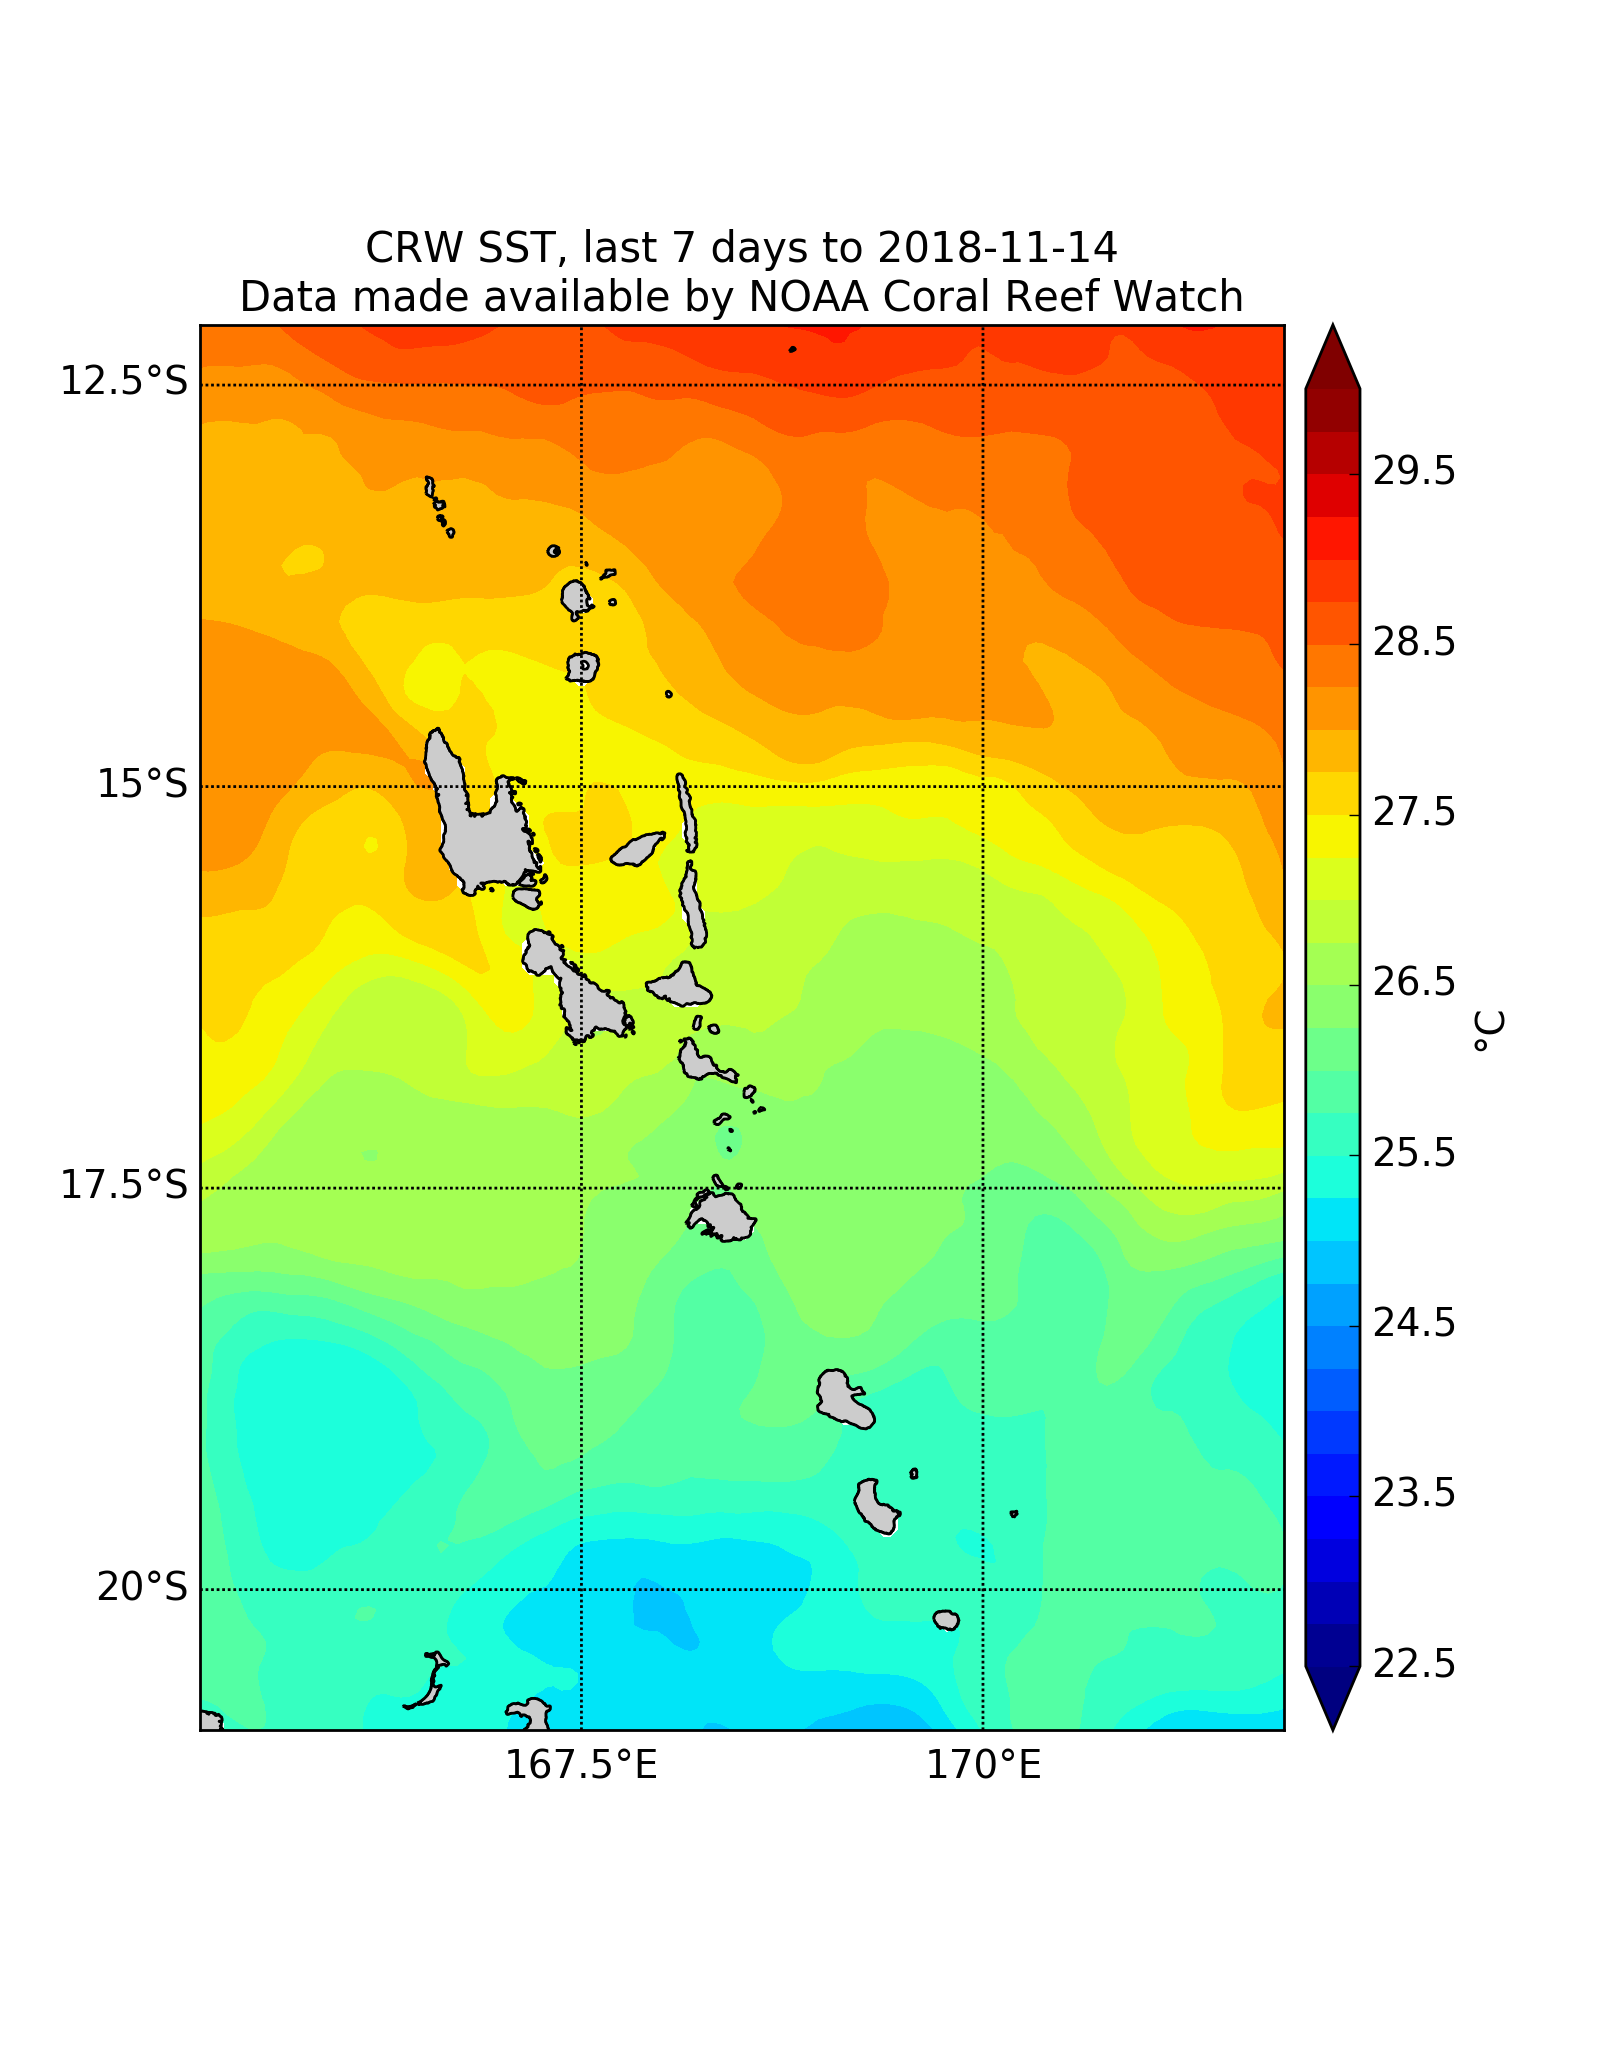 CRW SST, last 7 days to 2018-11-14
Data made available by NOAA Coral Reef Watch
12.5°S
15°S
17.5°S
20°S
167.5°E
170°E
29.5
28.5
27.5
26.5
25.5
24.5
23.5
22.5
°C